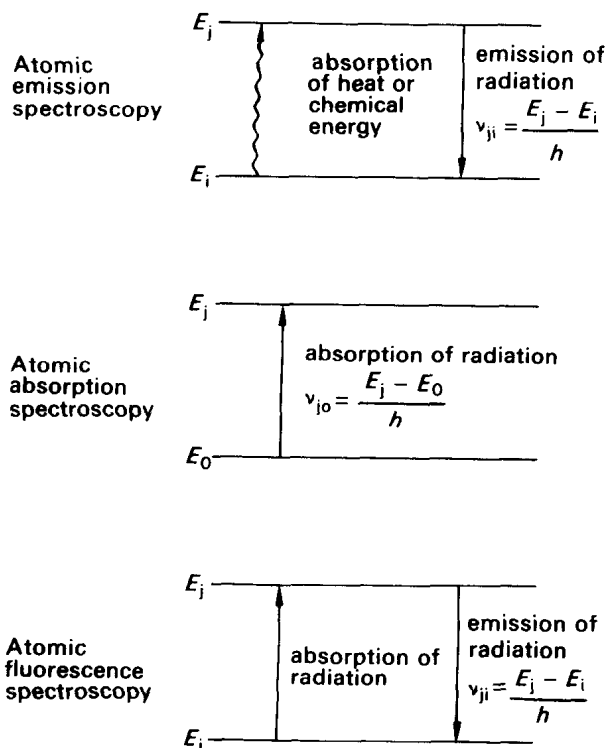 E_j
Atomic
emission
spectroscopy
absorption
of heat or
chemical
energy
emission of
radiation
ν_ji = (E_j − E_i) / h
E_i
E_j
Atomic
absorption
spectroscopy
absorption of radiation
ν_jo = (E_j − E_0) / h
E_0
E_j
Atomic
fluorescence
spectroscopy
absorption of
radiation
emission of
radiation
ν_ji = (E_j − E_i) / h
E_i